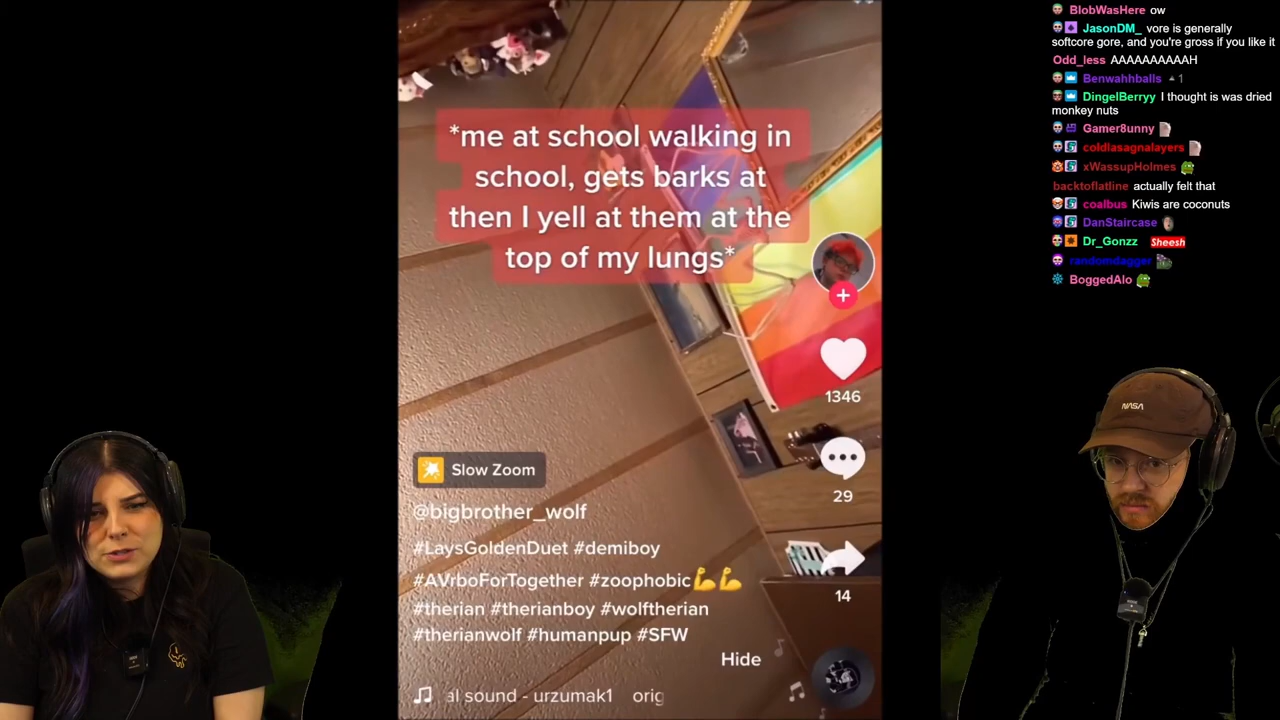 *me at school walking in
school, gets barks at
then I yell at them at the
top of my lungs*
1346
29
14
Slow Zoom
@bigbrother_wolf
#LaysGoldenDuet #demiboy
#AVrboForTogether #zoophobic💪💪
#therian #therianboy #wolftherian
#therianwolf #humanpup #SFW
Hide
al sound - urzumak1 orig
BlobWasHere ow
JasonDM_ vore is generally
softcore gore, and you're gross if you like it
Odd_less AAAAAAAAAAH
Benwahhballs 1
DingelBerryy I thought is was dried
monkey nuts
Gamer8unny
coldlasagnalayers
xWassupHolmes
backtoflatline actually felt that
coalbus Kiwis are coconuts
DanStaircase
Dr_Gonzz Sheesh
randomdagger
BoggedAlo
NASA